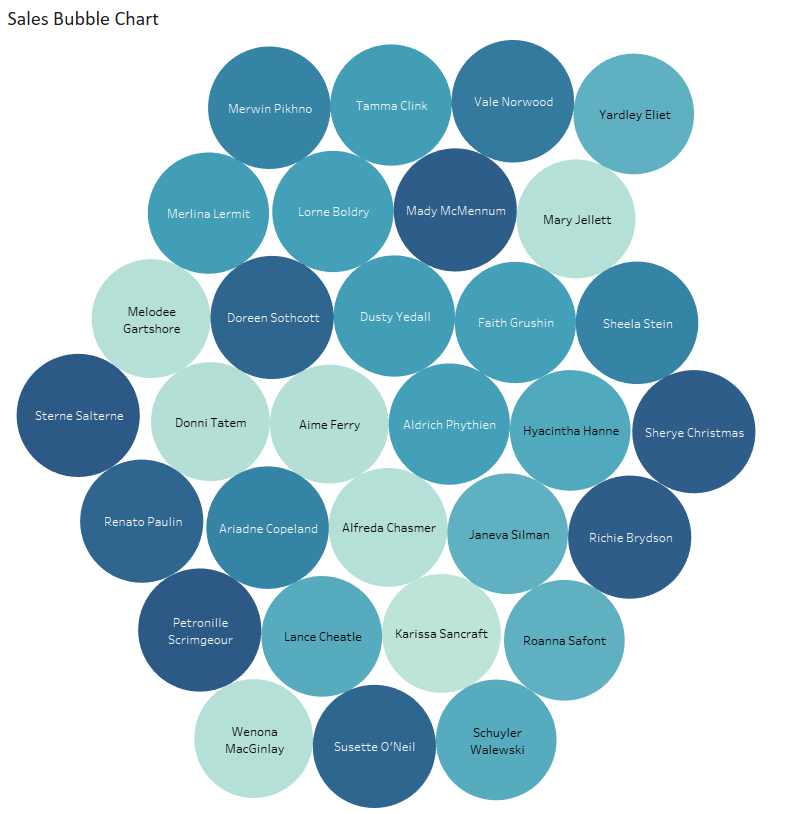 Sales Bubble Chart
Merwin Pikhno
Tamma Clink
Vale Norwood
Yardley Eliet
Merlina Lermit
Lorne Boldry
Mady McMennum
Mary Jellett
Melodee
Gartshore
Doreen Sothcott
Dusty Yedall
Faith Grushin
Sheela Stein
Sterne Salterne
Donni Tatem
Aime Ferry
Aldrich Phythien
Hyacintha Hanne
Sherye Christmas
Renato Paulin
Ariadne Copeland
Alfreda Chasmer
Janeva Silman
Richie Brydson
Petronille
Scrimgeour
Lance Cheatle
Karissa Sancraft
Roanna Safont
Wenona
MacGinlay
Susette O'Neil
Schuyler
Walewski